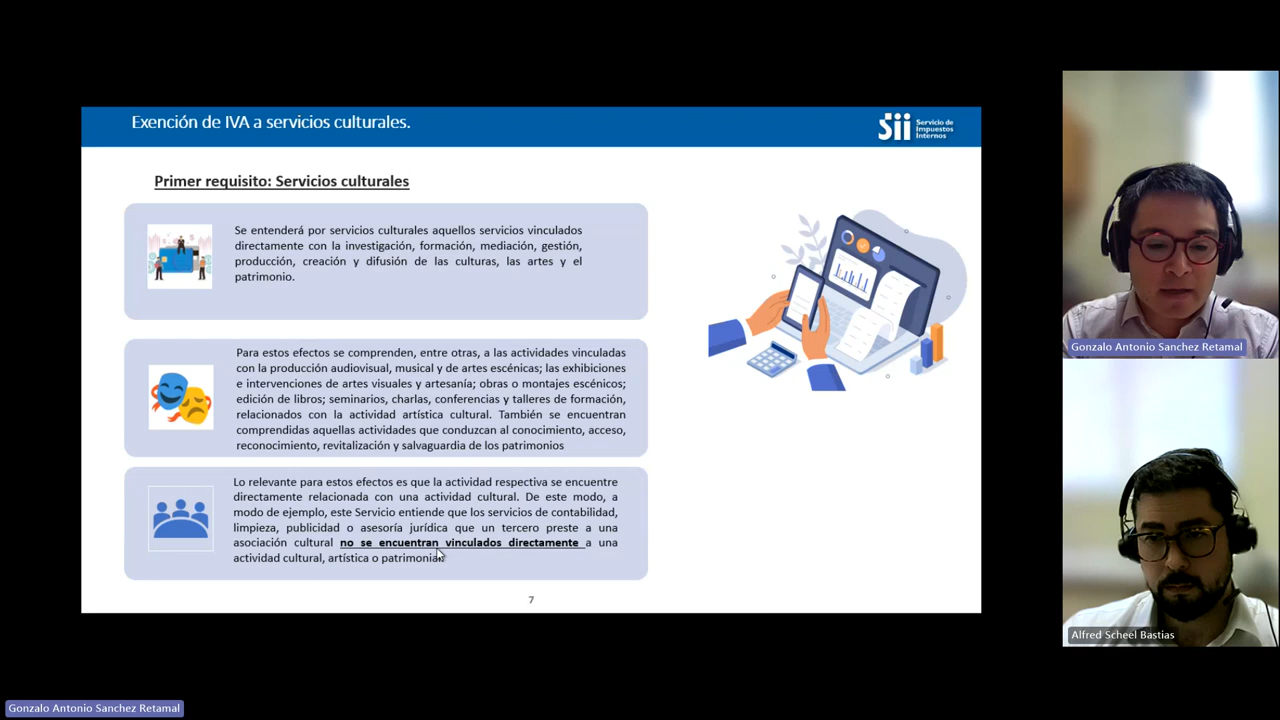 Exención de IVA a servicios culturales.
Sii Servicio de
Impuestos
Internos
Primer requisito: Servicios culturales
Se entenderá por servicios culturales aquellos servicios vinculados
directamente con la investigación, formación, mediación, gestión,
producción, creación y difusión de las culturas, las artes y el
patrimonio.
Para estos efectos se comprenden, entre otras, a las actividades vinculadas
con la producción audiovisual, musical y de artes escénicas; las exhibiciones
e intervenciones de artes visuales y artesanía; obras o montajes escénicos;
edición de libros; seminarios, charlas, conferencias y talleres de formación,
relacionados con la actividad artística cultural. También se encuentran
comprendidas aquellas actividades que conduzcan al conocimiento, acceso,
reconocimiento, revitalización y salvaguardia de los patrimonios
Lo relevante para estos efectos es que la actividad respectiva se encuentre
directamente relacionada con una actividad cultural. De este modo, a
modo de ejemplo, este Servicio entiende que los servicios de contabilidad,
limpieza, publicidad o asesoría jurídica que un tercero preste a una
asociación cultural no se encuentran vinculados directamente a una
actividad cultural, artística o patrimonial
7
Gonzalo Antonio Sanchez Retamal
Alfred Scheel Bastias
Gonzalo Antonio Sanchez Retamal